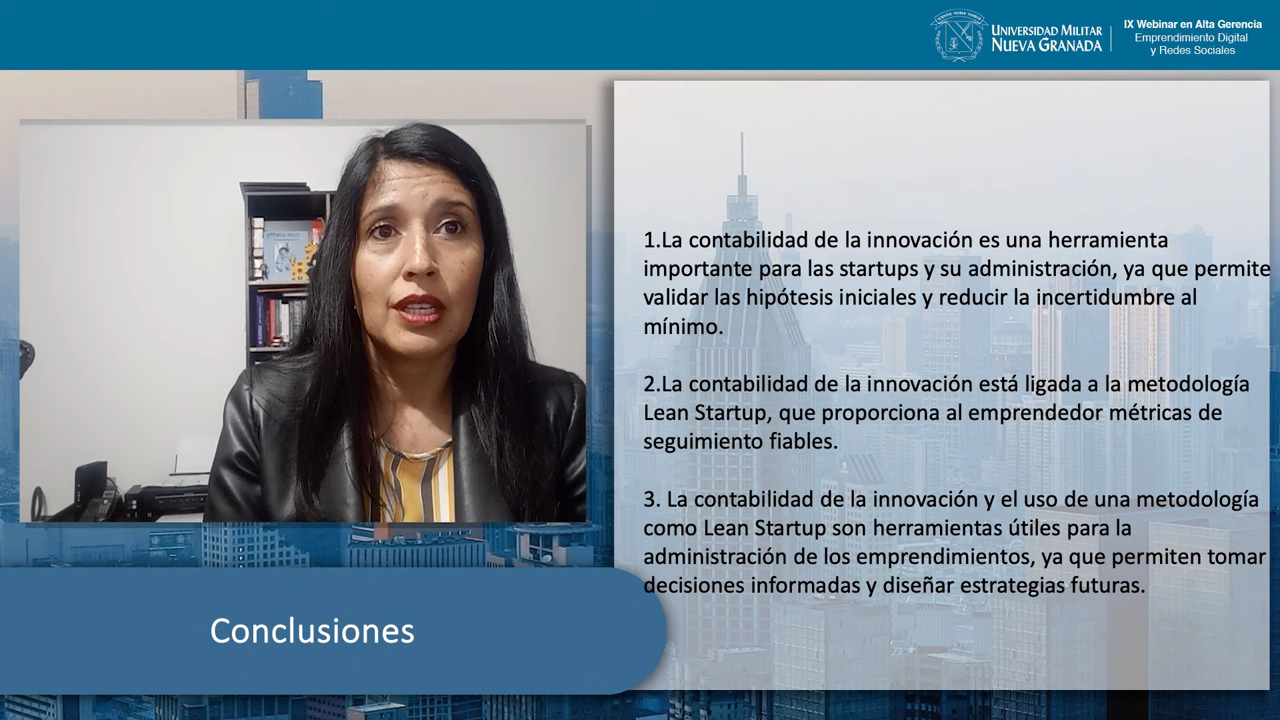 UNIVERSIDAD MILITAR
NUEVA GRANADA
IX Webinar en Alta Gerencia
Emprendimiento Digital
y Redes Sociales
1.La contabilidad de la innovación es una herramienta
importante para las startups y su administración, ya que permite
validar las hipótesis iniciales y reducir la incertidumbre al
mínimo.
2.La contabilidad de la innovación está ligada a la metodología
Lean Startup, que proporciona al emprendedor métricas de
seguimiento fiables.
3. La contabilidad de la innovación y el uso de una metodología
como Lean Startup son herramientas útiles para la
administración de los emprendimientos, ya que permiten tomar
decisiones informadas y diseñar estrategias futuras.
Conclusiones